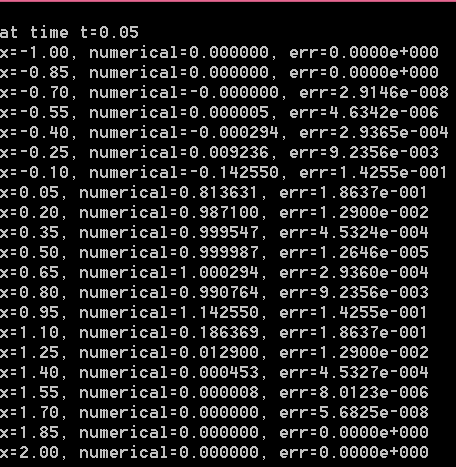 at time t=0.05
x=-1.00, numerical=0.000000, err=0.0000e+000
x=-0.85, numerical=0.000000, err=0.0000e+000
x=-0.70, numerical=-0.000000, err=2.9146e-008
x=-0.55, numerical=0.000005, err=4.6342e-006
x=-0.40, numerical=-0.000294, err=2.9365e-004
x=-0.25, numerical=0.009236, err=9.2356e-003
x=-0.10, numerical=-0.142550, err=1.4255e-001
x=0.05, numerical=0.813631, err=1.8637e-001
x=0.20, numerical=0.987100, err=1.2900e-002
x=0.35, numerical=0.999547, err=4.5324e-004
x=0.50, numerical=0.999987, err=1.2646e-005
x=0.65, numerical=1.000294, err=2.9360e-004
x=0.80, numerical=0.990764, err=9.2356e-003
x=0.95, numerical=1.142550, err=1.4255e-001
x=1.10, numerical=0.186369, err=1.8637e-001
x=1.25, numerical=0.012900, err=1.2900e-002
x=1.40, numerical=0.000453, err=4.5327e-004
x=1.55, numerical=0.000008, err=8.0123e-006
x=1.70, numerical=0.000000, err=5.6825e-008
x=1.85, numerical=0.000000, err=0.0000e+000
x=2.00, numerical=0.000000, err=0.0000e+000